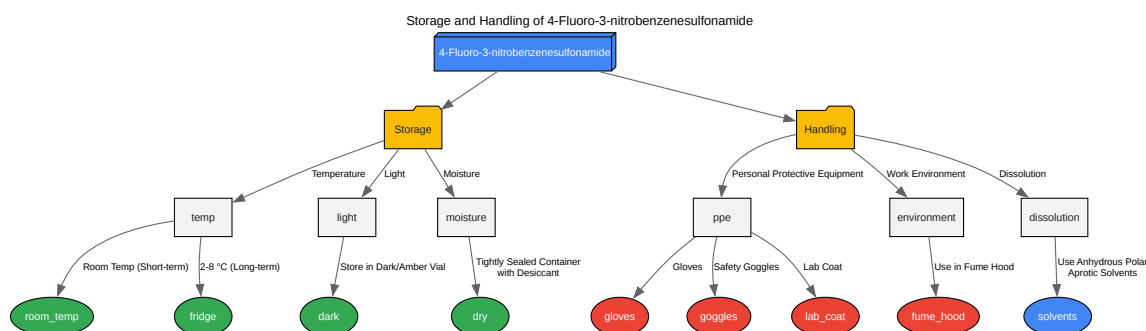 Storage and Handling of 4-Fluoro-3-nitrobenzenesulfonamide
4-Fluoro-3-nitrobenzenesulfonamide
Storage
Handling
Temperature
Light
Moisture
Personal Protective Equipment
Work Environment
Dissolution
temp
light
moisture
ppe
environment
dissolution
Room Temp (Short-term)
2-8 °C (Long-term)
Store in Dark/Amber Vial
Tightly Sealed Container
with Desiccant
Gloves
Safety Goggles
Lab Coat
Use in Fume Hood
Use Anhydrous Polar
Aprotic Solvents
room_temp
fridge
dark
dry
gloves
goggles
lab_coat
fume_hood
solvents